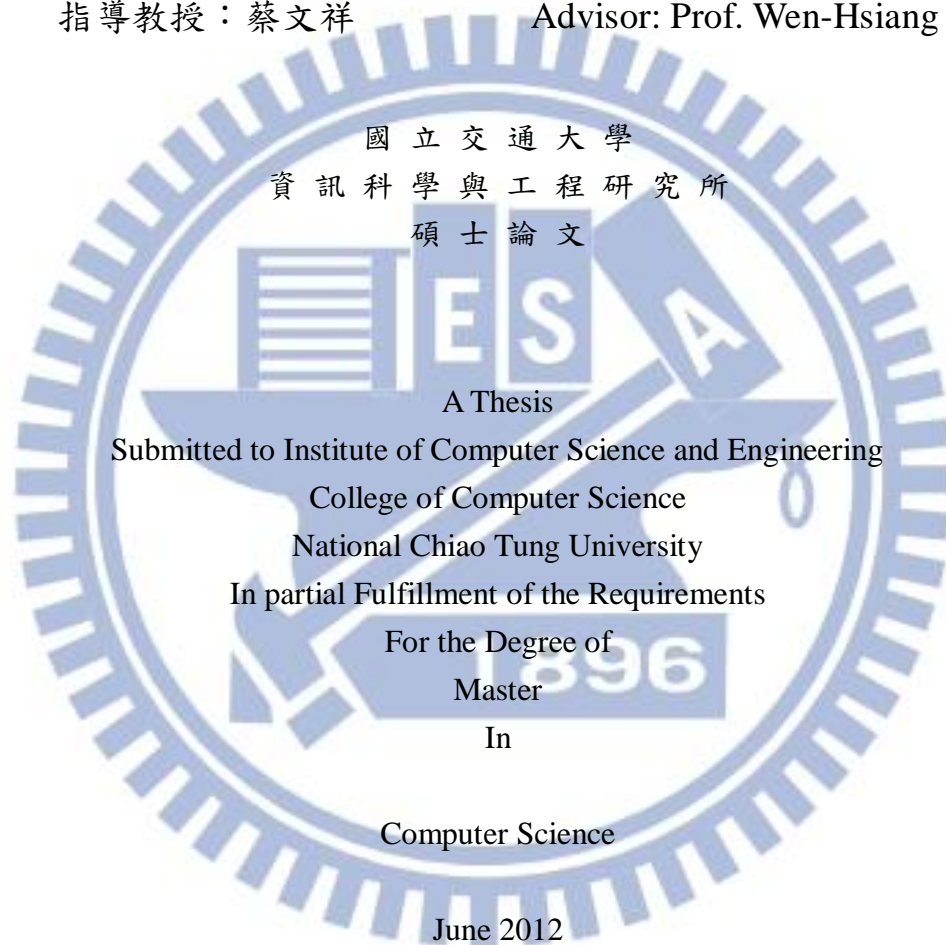 指導教授：蔡文祥 Advisor: Prof. Wen-Hsiang
國立交通大學
資訊科學與工程研究所
碩士論文
ESA
A Thesis
Submitted to Institute of Computer Science and Engineering
College of Computer Science
National Chiao Tung University
In partial Fulfillment of the Requirements
For the Degree of
1896
Master
In
Computer Science
June 2012